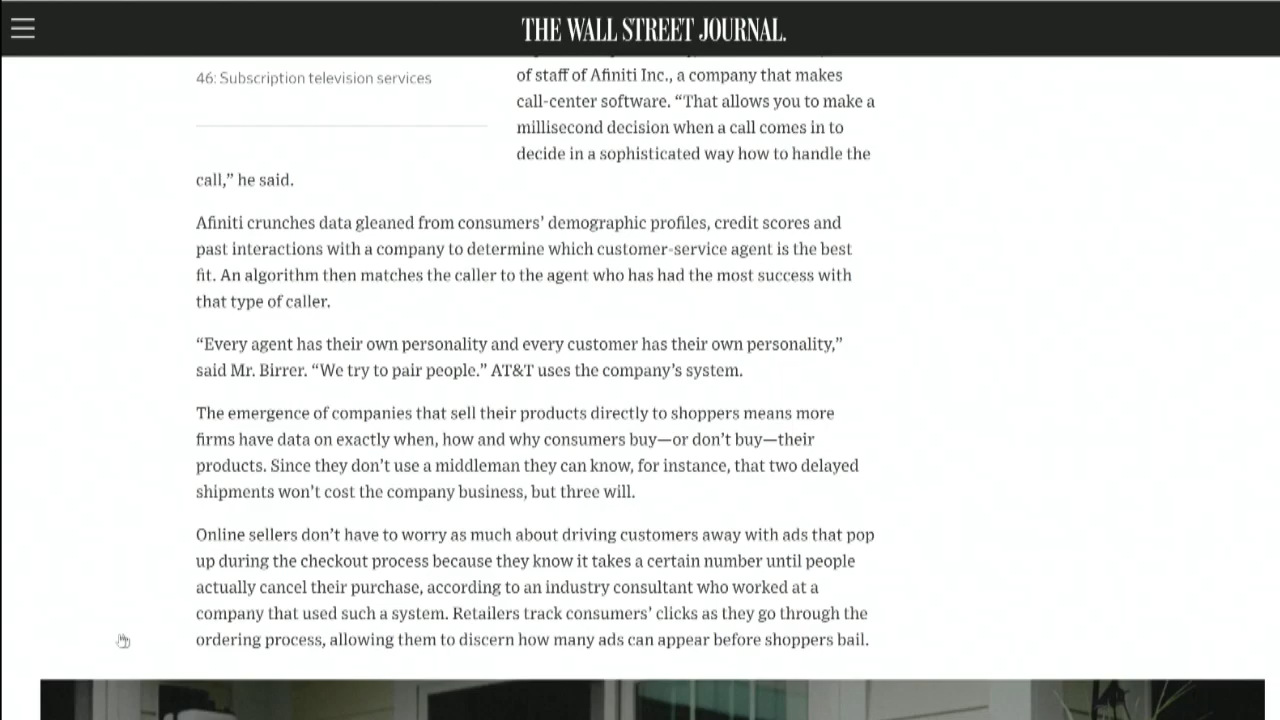 THE WALL STREET JOURNAL.
46: Subscription television services
of staff of Afiniti Inc., a company that makes
call-center software. “That allows you to make a
millisecond decision when a call comes in to
decide in a sophisticated way how to handle the
call,” he said.
Afiniti crunches data gleaned from consumers’ demographic profiles, credit scores and
past interactions with a company to determine which customer-service agent is the best
fit. An algorithm then matches the caller to the agent who has had the most success with
that type of caller.
“Every agent has their own personality and every customer has their own personality,”
said Mr. Birrer. “We try to pair people.” AT&T uses the company’s system.
The emergence of companies that sell their products directly to shoppers means more
firms have data on exactly when, how and why consumers buy—or don’t buy—their
products. Since they don’t use a middleman they can know, for instance, that two delayed
shipments won’t cost the company business, but three will.
Online sellers don’t have to worry as much about driving customers away with ads that pop
up during the checkout process because they know it takes a certain number until people
actually cancel their purchase, according to an industry consultant who worked at a
company that used such a system. Retailers track consumers’ clicks as they go through the
ordering process, allowing them to discern how many ads can appear before shoppers bail.